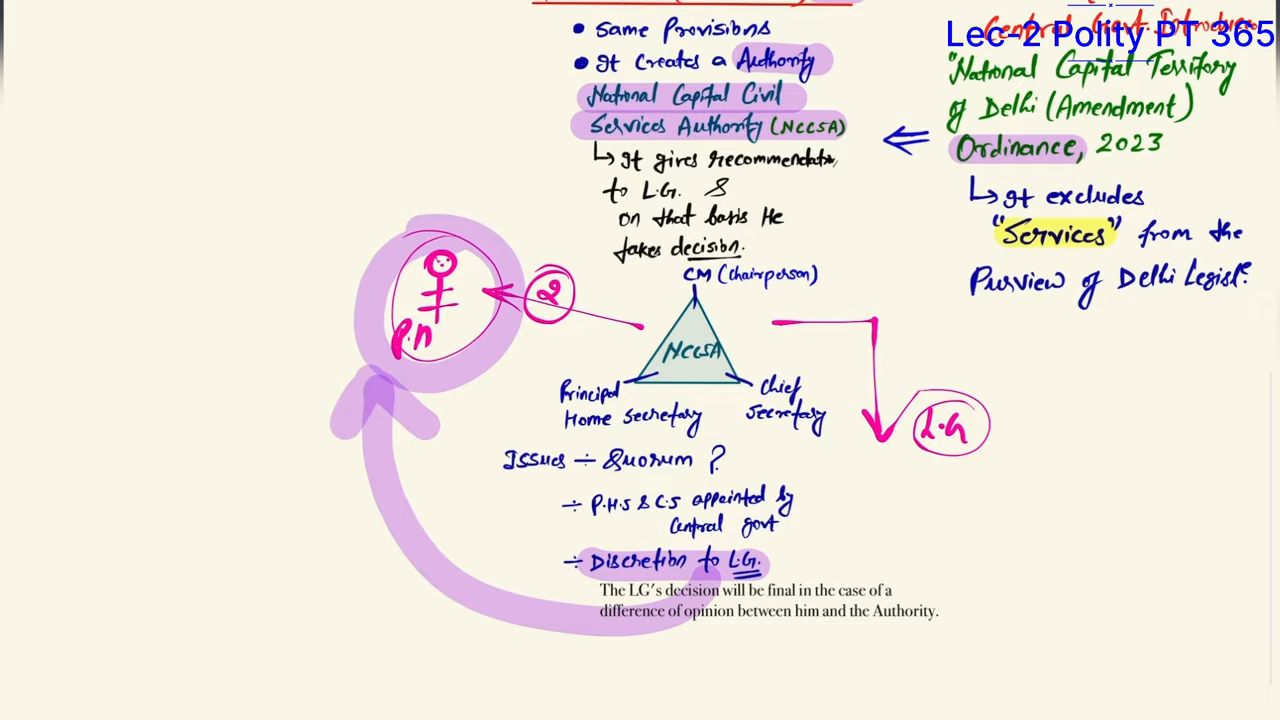 Central Govt. Introduces
Lec-2 Polity PT 365
"National Capital Territory
of Delhi (Amendment)
Ordinance, 2023
↳ It excludes
"Services" from the
Purview of Delhi Legisl.
• Same Provisions
• It creates a Authority
National Capital Civil
Services Authority (NCCSA)
↳ It gives recommendatn
to L.G. &
on that basis He
takes decision.
CM (Chairperson)
NCCSA
Principal
Home Secretary
Chief
Secretary
2
P.M
L.G
Issues ÷ Quorum ?
÷ P.H.S & C.S appointed by
Central govt
÷ Discretion to L.G.
The LG's decision will be final in the case of a
difference of opinion between him and the Authority.